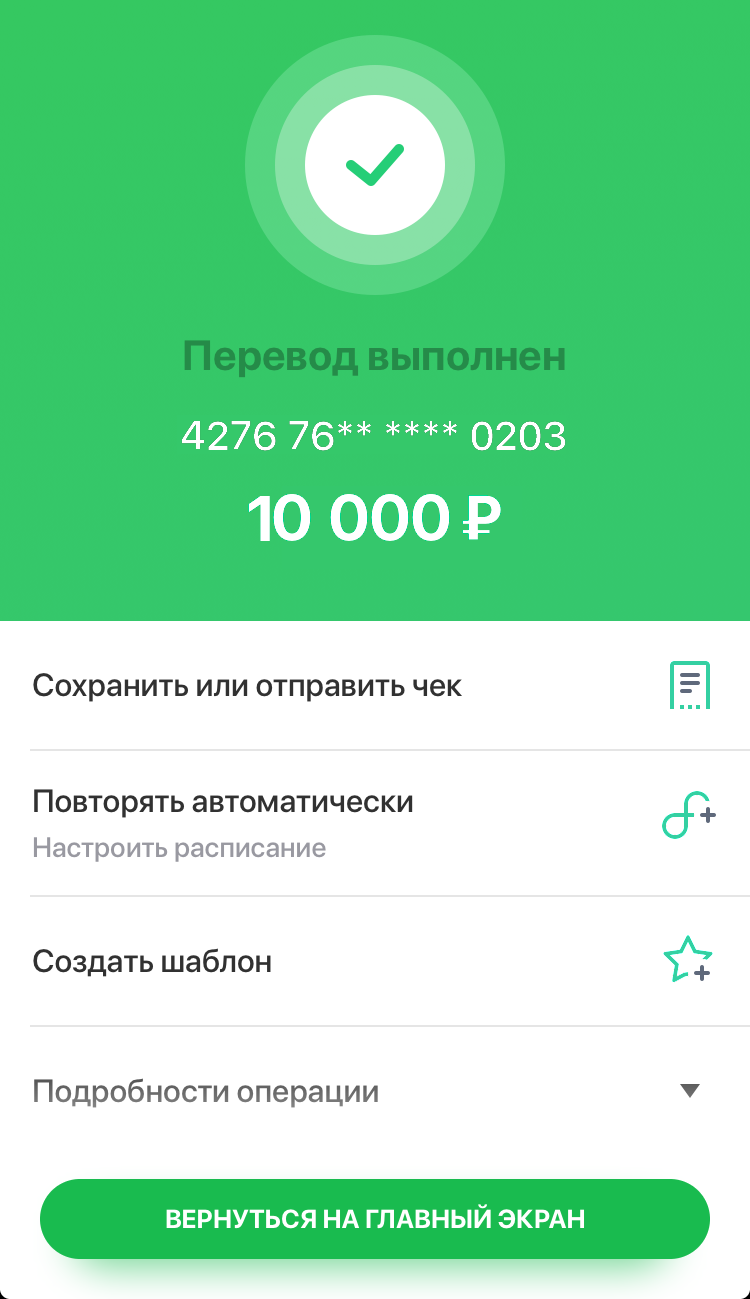 Перевод выполнен
4276 76** **** 0203
10 000 ₽
Сохранить или отправить чек
Повторять автоматически
Настроить расписание
Создать шаблон
Подробности операции
ВЕРНУТЬСЯ НА ГЛАВНЫЙ ЭКРАН